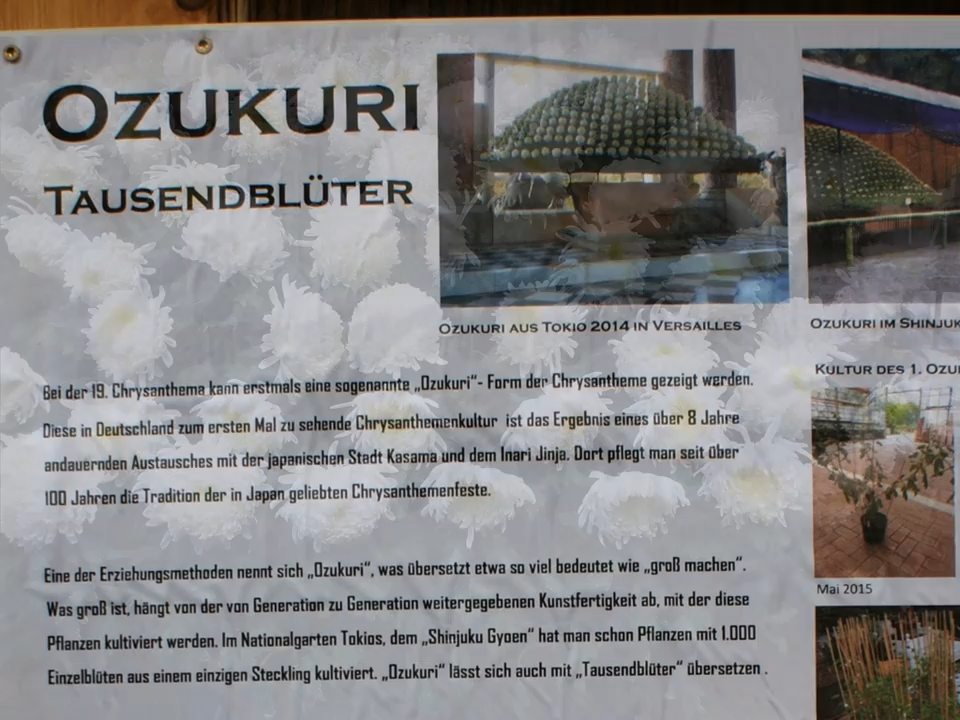 OZUKURI
TAUSENDBLÜTER
OZUKURI AUS TOKIO 2014 IN VERSAILLES
Bei der 19. Chrysanthema kann erstmals eine sogenannte „Ozukuri“- Form der Chrysantheme gezeigt werden.
Diese in Deutschland zum ersten Mal zu sehende Chrysanthemenkultur ist das Ergebnis eines über 8 Jahre
andauernden Austausches mit der japanischen Stadt Kasama und dem Inari Jinja. Dort pflegt man seit über
100 Jahren die Tradition der in Japan geliebten Chrysanthemenfeste.
Eine der Erziehungsmethoden nennt sich „Ozukuri“, was übersetzt etwa so viel bedeutet wie „groß machen“.
Was groß ist, hängt von der von Generation zu Generation weitergegebenen Kunstfertigkeit ab, mit der diese
Pflanzen kultiviert werden. Im Nationalgarten Tokios, dem „Shinjuku Gyoen“ hat man schon Pflanzen mit 1.000
Einzelblüten aus einem einzigen Steckling kultiviert. „Ozukuri“ lässt sich auch mit „Tausendblüter“ übersetzen .
OZUKURI IM SHINJUK
KULTUR DES 1. OZU
Mai 2015